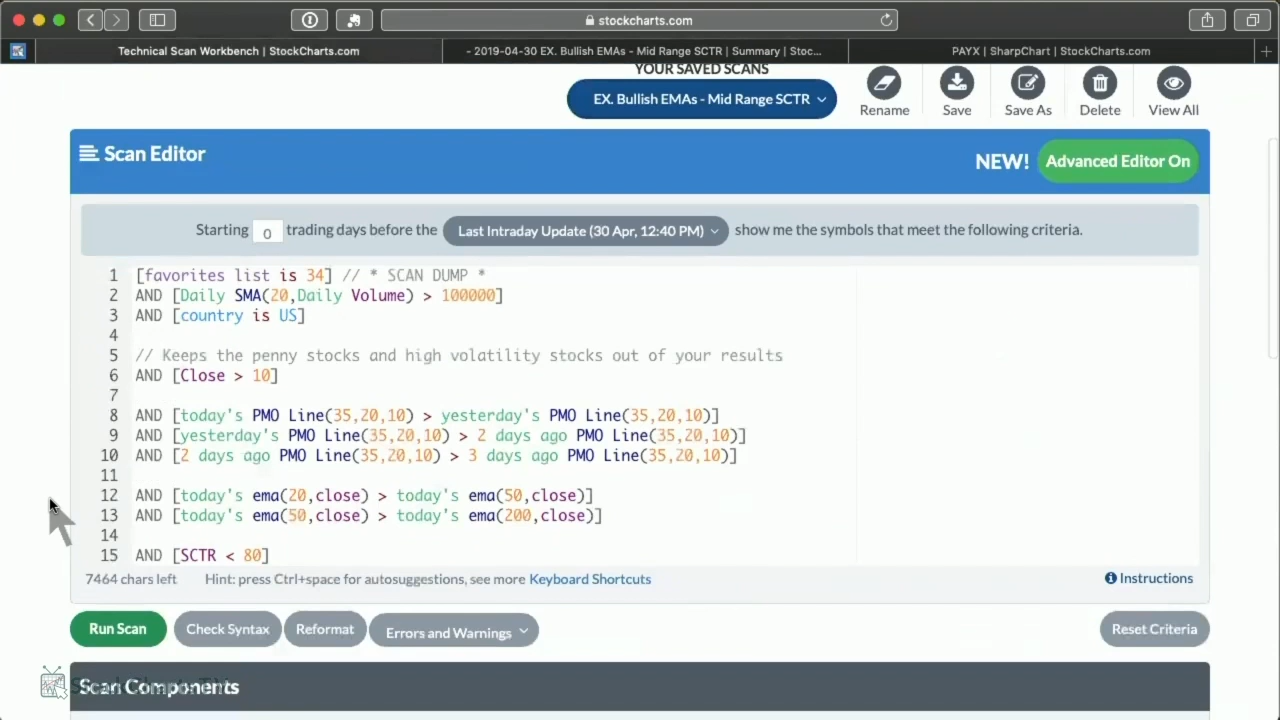 stockcharts.com
Technical Scan Workbench | StockCharts.com
- 2019-04-30 EX. Bullish EMAs - Mid Range SCTR | Summary | Stoc...
PAYX | SharpChart | StockCharts.com
YOUR SAVED SCANS
EX. Bullish EMAs - Mid Range SCTR
Rename
Save
Save As
Delete
View All
Scan Editor
NEW!
Advanced Editor On
Starting 0 trading days before the Last Intraday Update (30 Apr, 12:40 PM) show me the symbols that meet the following criteria.
1 [favorites list is 34] // * SCAN DUMP *
2 AND [Daily SMA(20,Daily Volume) > 100000]
3 AND [country is US]
4
5 // Keeps the penny stocks and high volatility stocks out of your results
6 AND [Close > 10]
7
8 AND [today's PMO Line(35,20,10) > yesterday's PMO Line(35,20,10)]
9 AND [yesterday's PMO Line(35,20,10) > 2 days ago PMO Line(35,20,10)]
10 AND [2 days ago PMO Line(35,20,10) > 3 days ago PMO Line(35,20,10)]
11
12 AND [today's ema(20,close) > today's ema(50,close)]
13 AND [today's ema(50,close) > today's ema(200,close)]
14
15 AND [SCTR < 80]
7464 chars left
Hint: press Ctrl+space for autosuggestions, see more Keyboard Shortcuts
Instructions
Run Scan
Check Syntax
Reformat
Errors and Warnings
Reset Criteria
Scan Components